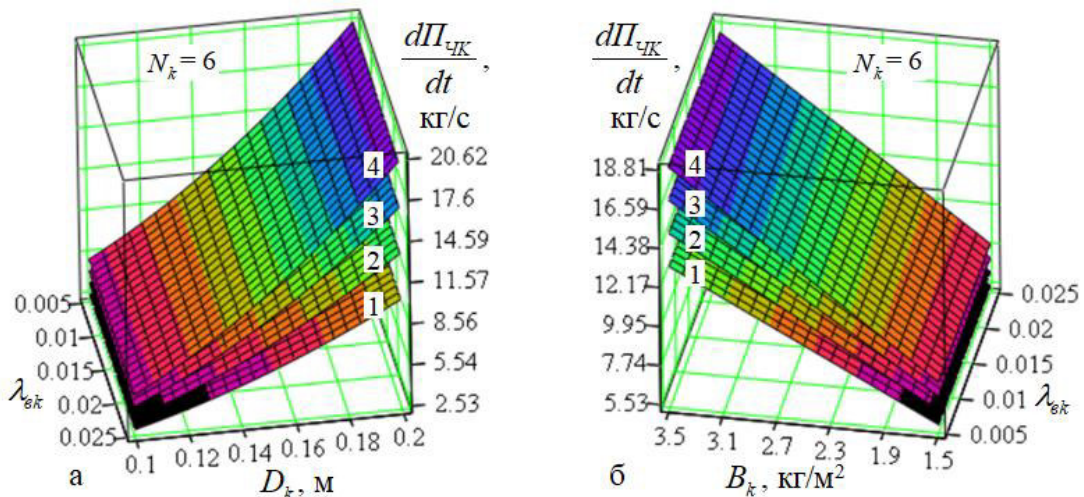 N_k = 6
dП_ЧК
dt
,
кг/с
20.62
17.6
14.59
11.57
8.56
5.54
2.53
4
3
2
1
0.005
0.01
0.015
0.02
0.025
λ_вk
0.1 0.12 0.14 0.16 0.18 0.2
а
D_k, м
dП_ЧК
dt
,
кг/с
N_k = 6
18.81
16.59
14.38
12.17
9.95
7.74
5.53
4
3
2
1
0.025
0.02
0.015
0.01
0.005
λ_вk
3.5 3.1 2.7 2.3 1.9 1.5
б
B_k, кг/м²